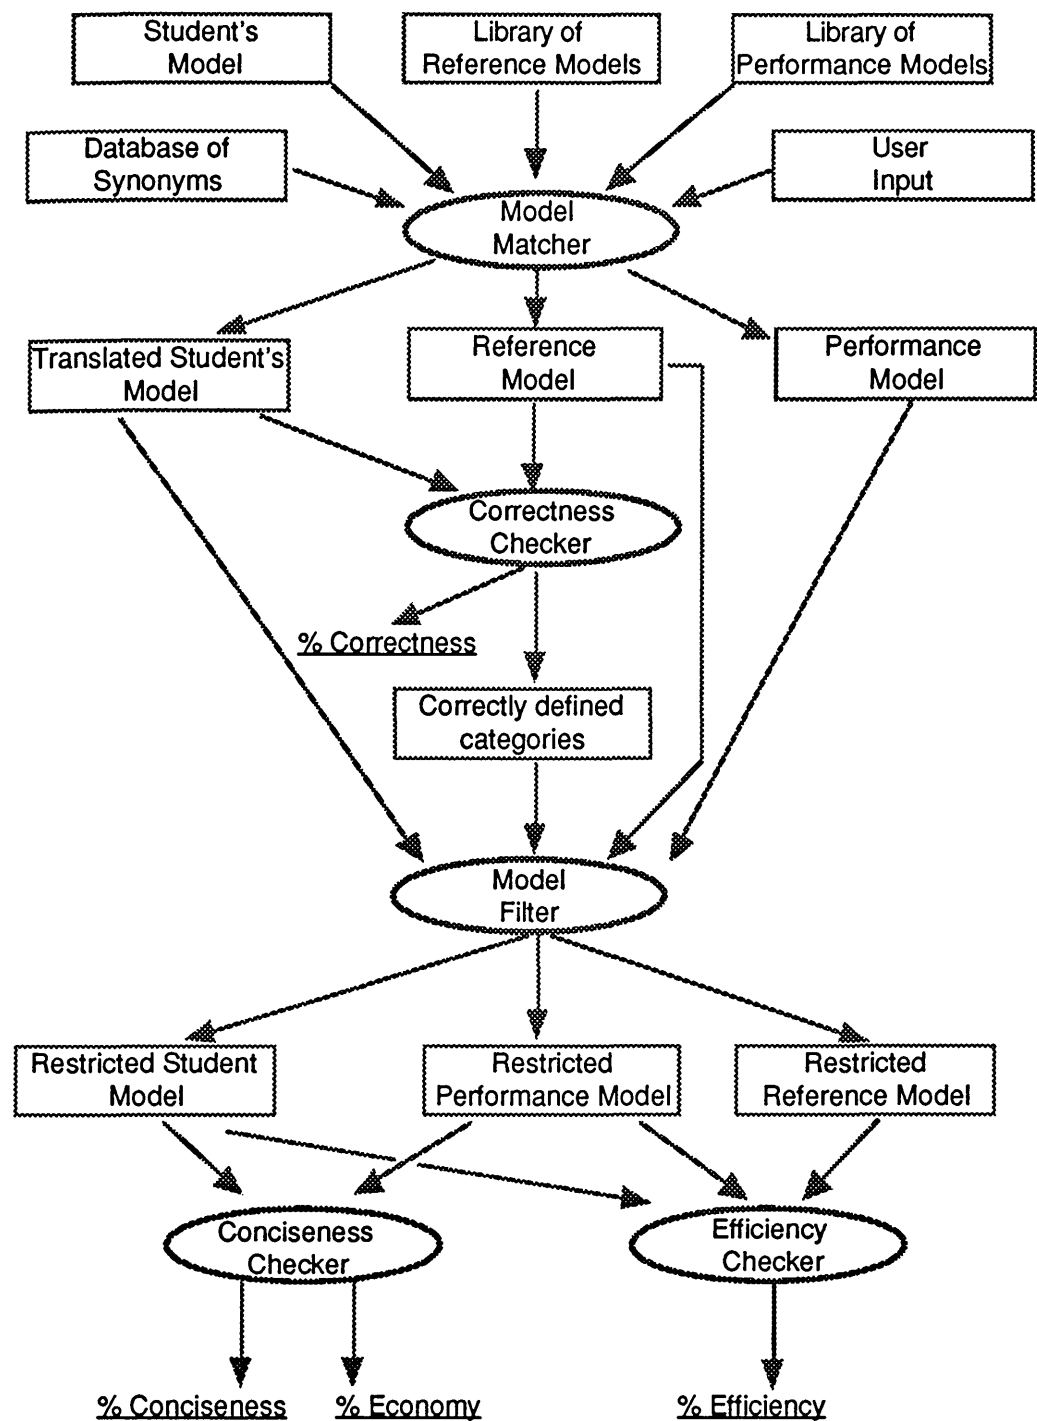 Student's
Model
Library of
Reference Models
Library of
Performance Models
Database of
Synonyms
User
Input
Model
Matcher
Translated Student's
Model
Reference
Model
Performance
Model
Correctness
Checker
% Correctness
Correctly defined
categories
Model
Filter
Restricted Student
Model
Restricted
Performance Model
Restricted
Reference Model
Conciseness
Checker
Efficiency
Checker
% Conciseness
% Economy
% Efficiency